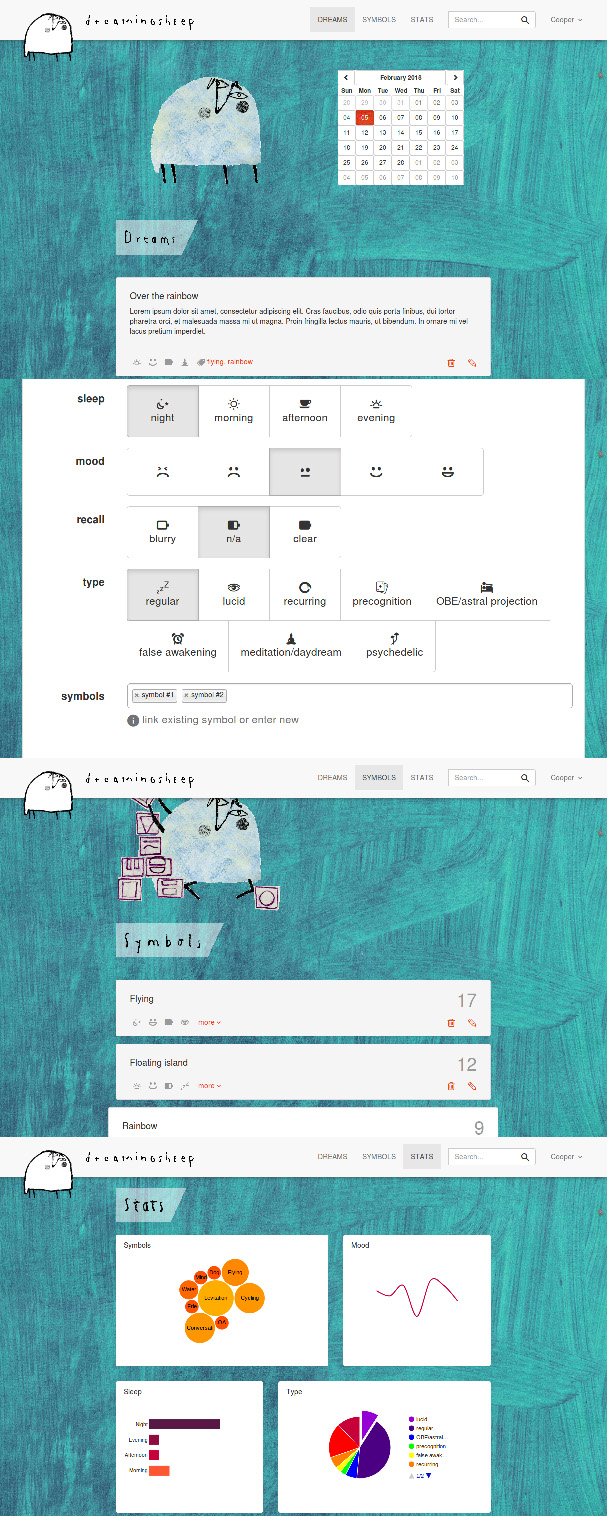 dreamingsheep DREAMS SYMBOLS STATS Search... Cooper
February 2018
Sun Mon Tue Wed Thu Fri Sat
28 29 30 31 01 02 03
04 05 06 07 08 09 10
11 12 13 14 15 16 17
18 19 20 21 22 23 24
25 26 27 28 01 02 03
04 05 06 07 08 09 10
Dreams
Over the rainbow
Lorem ipsum dolor sit amet, consectetur adipiscing elit. Cras faucibus, odio quis porta finibus, dui tortor
pharetra orci, et malesuada massa mi ut magna. Proin fringilla lectus mauris, ut bibendum. In ornare mi vel
lacus pretium imperdiet.
flying, rainbow
sleep
night morning afternoon evening
mood
recall
blurry n/a clear
type
regular lucid recurring precognition OBE/astral projection
false awakening meditation/daydream psychedelic
symbols × symbol #1 × symbol #2
link existing symbol or enter new
dreamingsheep DREAMS SYMBOLS STATS Search... Cooper
Symbols
Flying 17
more
Floating island 12
more
Rainbow 9
dreamingsheep DREAMS SYMBOLS STATS Search... Cooper
Stats
Symbols
Mind
Dog
Flying
Water
Levitation
Cycling
Conversat
Mood
Sleep
Night
Evening
Afternoon
Morning
Type
lucid
regular
OBE/astral...
precognition
false awak...
recurring
1/2